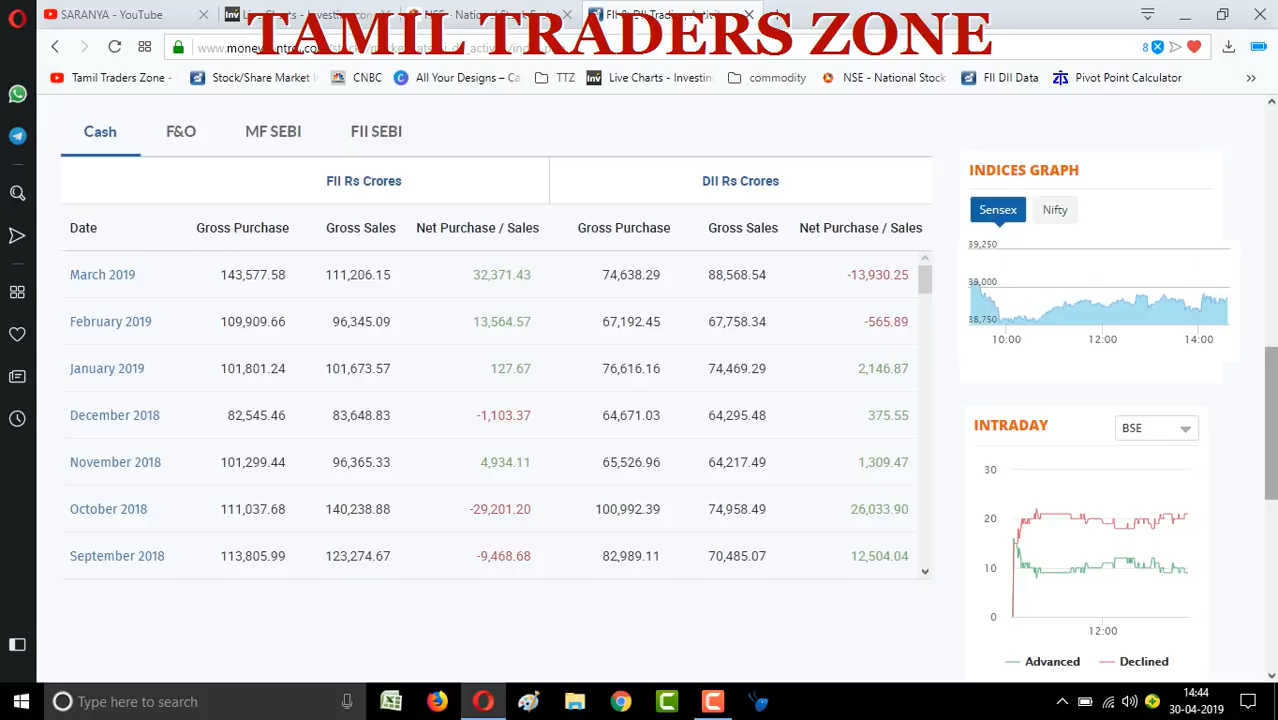 SARANYA - YouTube
TAMIL TRADERS ZONE
8
Tamil Traders Zone - Stock/Share Market CNBC All Your Designs – Ca TTZ Live Charts - Investing commodity NSE - National Stock FII DII Data Pivot Point Calculator »
Cash F&O MF SEBI FII SEBI
FII Rs Crores DII Rs Crores
Date Gross Purchase Gross Sales Net Purchase / Sales Gross Purchase Gross Sales Net Purchase / Sales
March 2019 143,577.58 111,206.15 32,371.43 74,638.29 88,568.54 -13,930.25
February 2019 109,909.66 96,345.09 13,564.57 67,192.45 67,758.34 -565.89
January 2019 101,801.24 101,673.57 127.67 76,616.16 74,469.29 2,146.87
December 2018 82,545.46 83,648.83 -1,103.37 64,671.03 64,295.48 375.55
November 2018 101,299.44 96,365.33 4,934.11 65,526.96 64,217.49 1,309.47
October 2018 111,037.68 140,238.88 -29,201.20 100,992.39 74,958.49 26,033.90
September 2018 113,805.99 123,274.67 -9,468.68 82,989.11 70,485.07 12,504.04
INDICES GRAPH
Sensex Nifty
39,250
39,000
38,750
10:00 12:00 14:00
INTRADAY BSE
30
20
10
0
12:00
Advanced Declined
Type here to search
14:44
30-04-2019